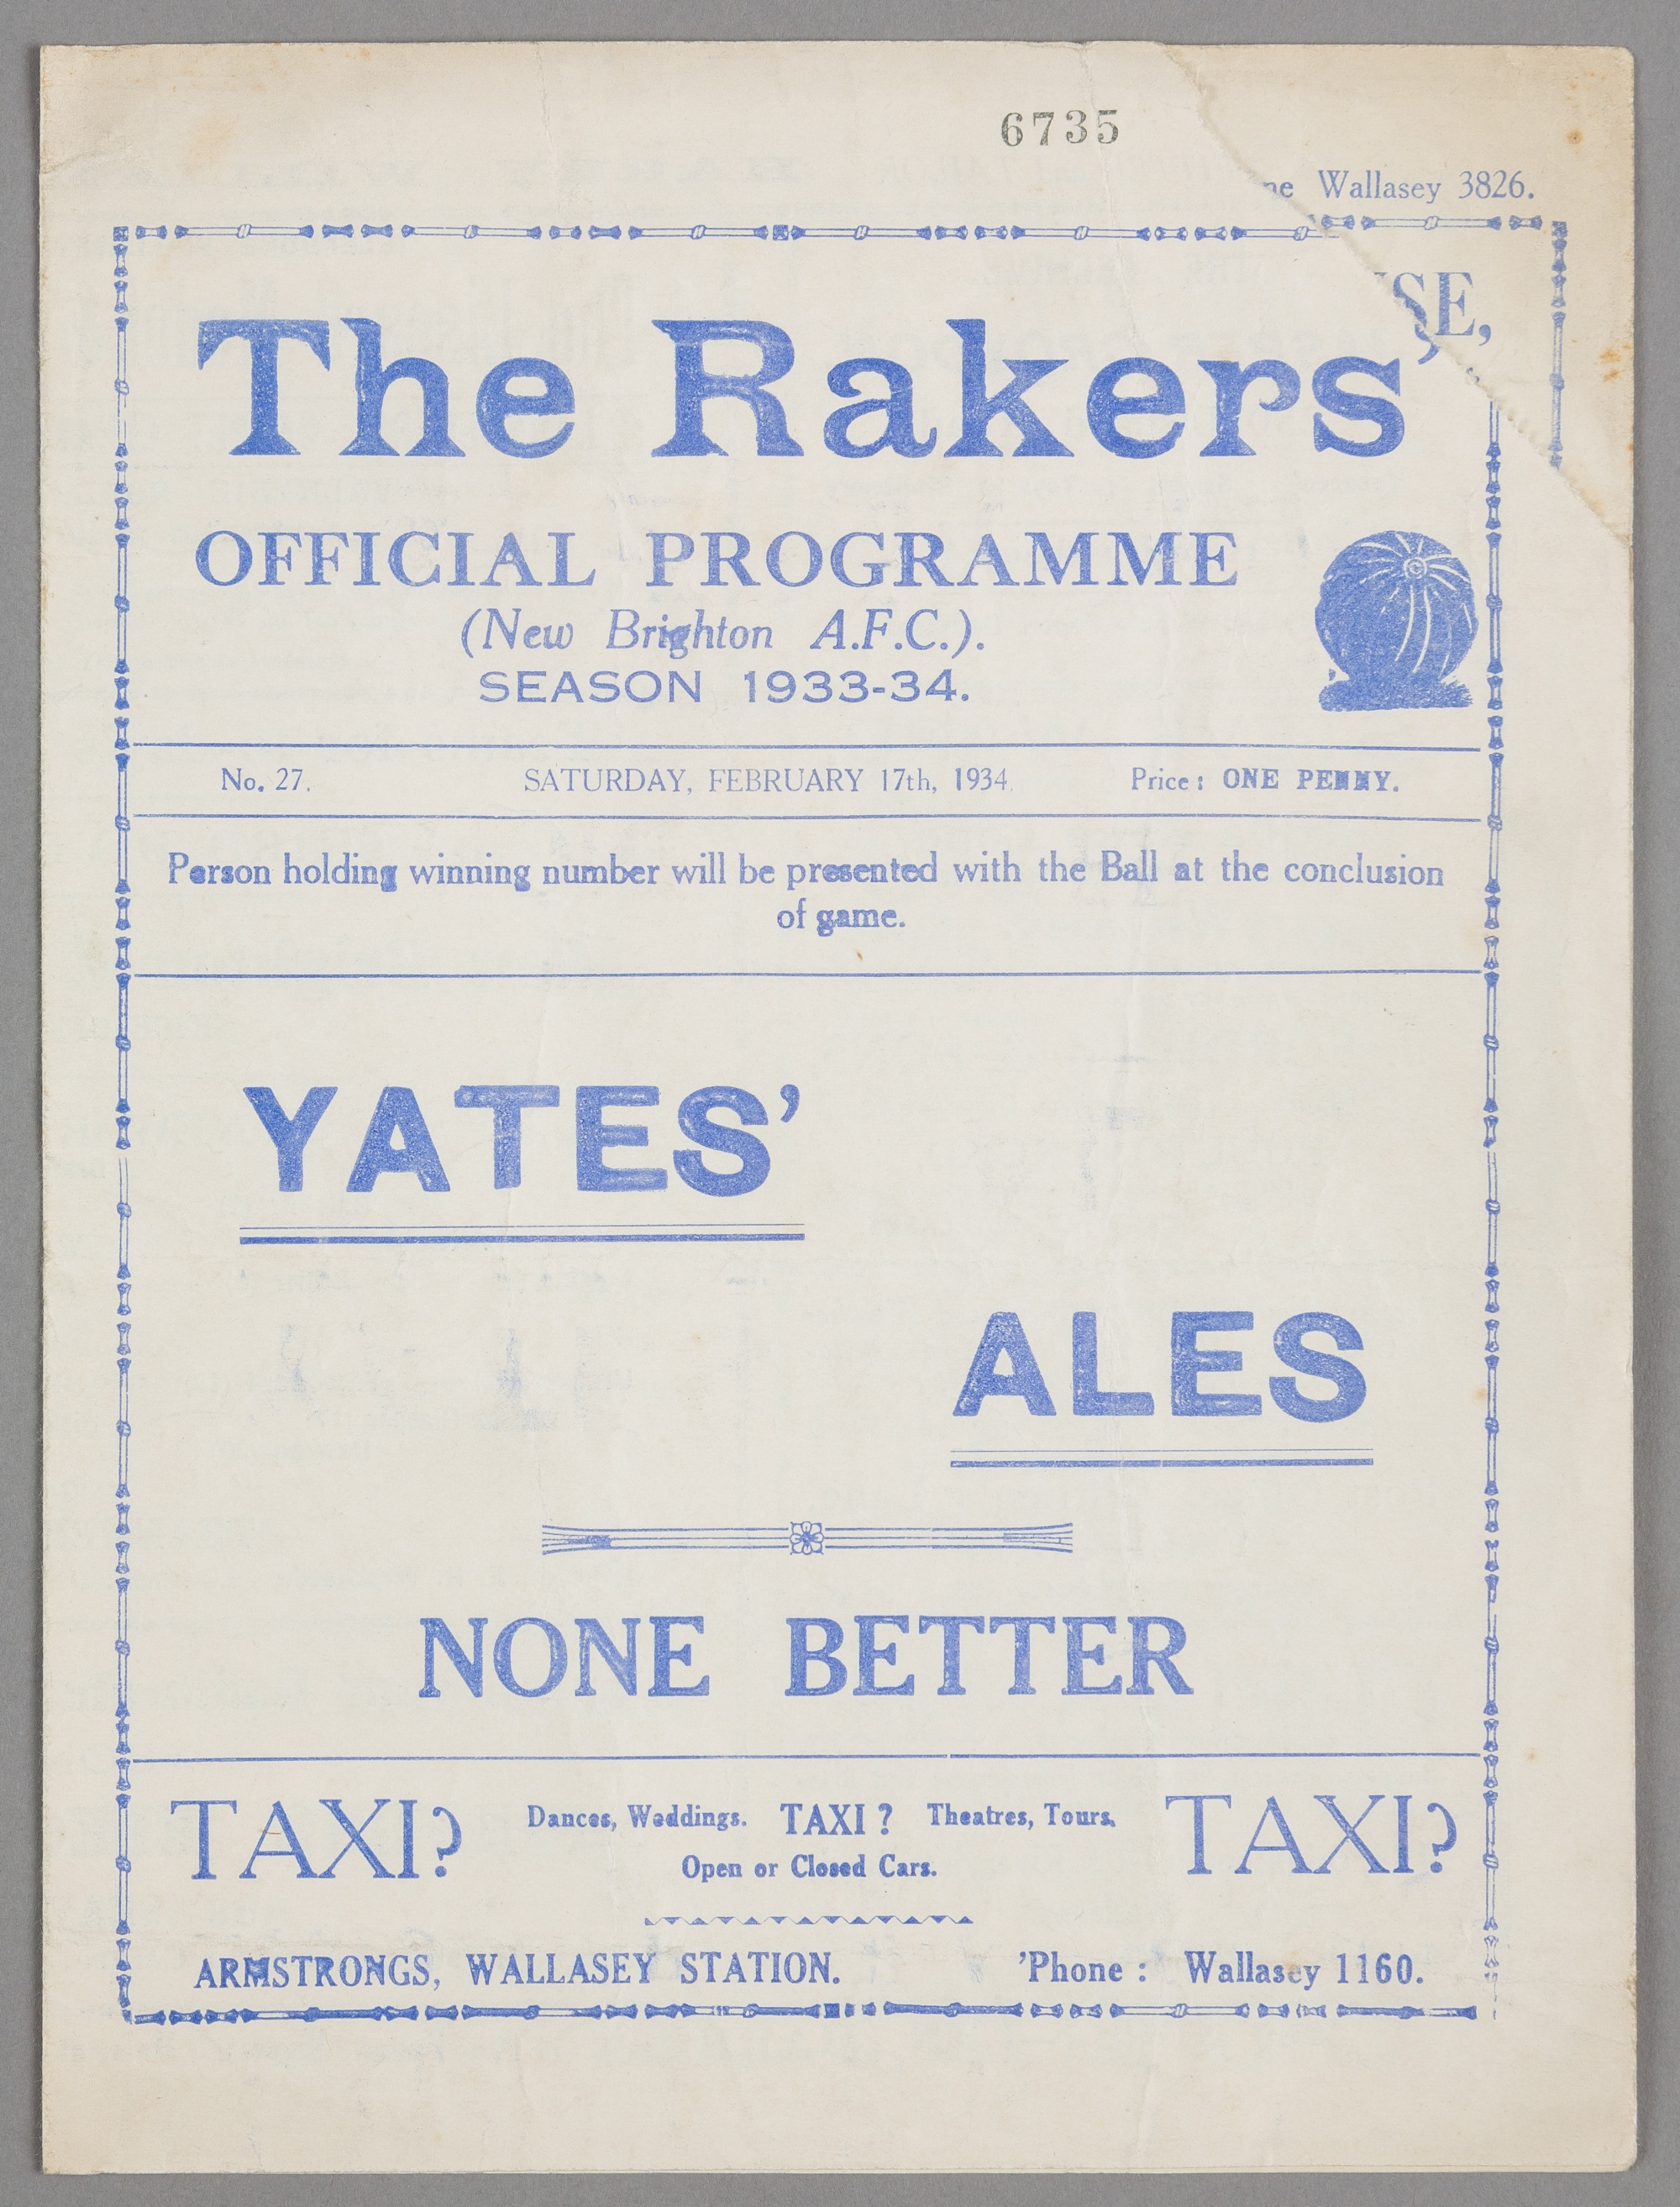 6735
Wallasey 3826.
SE,
The Rakers'
OFFICIAL PROGRAMME
(New Brighton A.F.C.).
SEASON 1933-34.
No. 27. SATURDAY, FEBRUARY 17th, 1934. Price: ONE PENNY.
Person holding winning number will be presented with the Ball at the conclusion
of game.
YATES'
ALES
NONE BETTER
TAXI? Dances, Weddings. TAXI? Theatres, Tours. TAXI?
Open or Closed Cars.
ARMSTRONGS, WALLASEY STATION. 'Phone: Wallasey 1160.